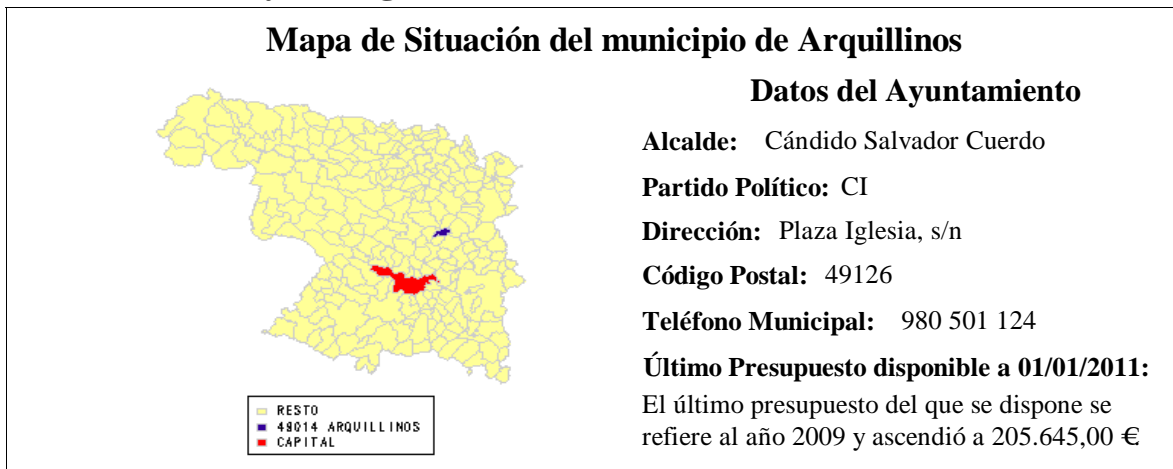 Mapa de Situación del municipio de Arquillinos
Datos del Ayuntamiento
Alcalde: Cándido Salvador Cuerdo
Partido Político: CI
Dirección: Plaza Iglesia, s/n
Código Postal: 49126
Teléfono Municipal: 980 501 124
Último Presupuesto disponible a 01/01/2011:
El último presupuesto del que se dispone se
refiere al año 2009 y ascendió a 205.645,00 €
RESTO
49014 ARQUILLINOS
CAPITAL